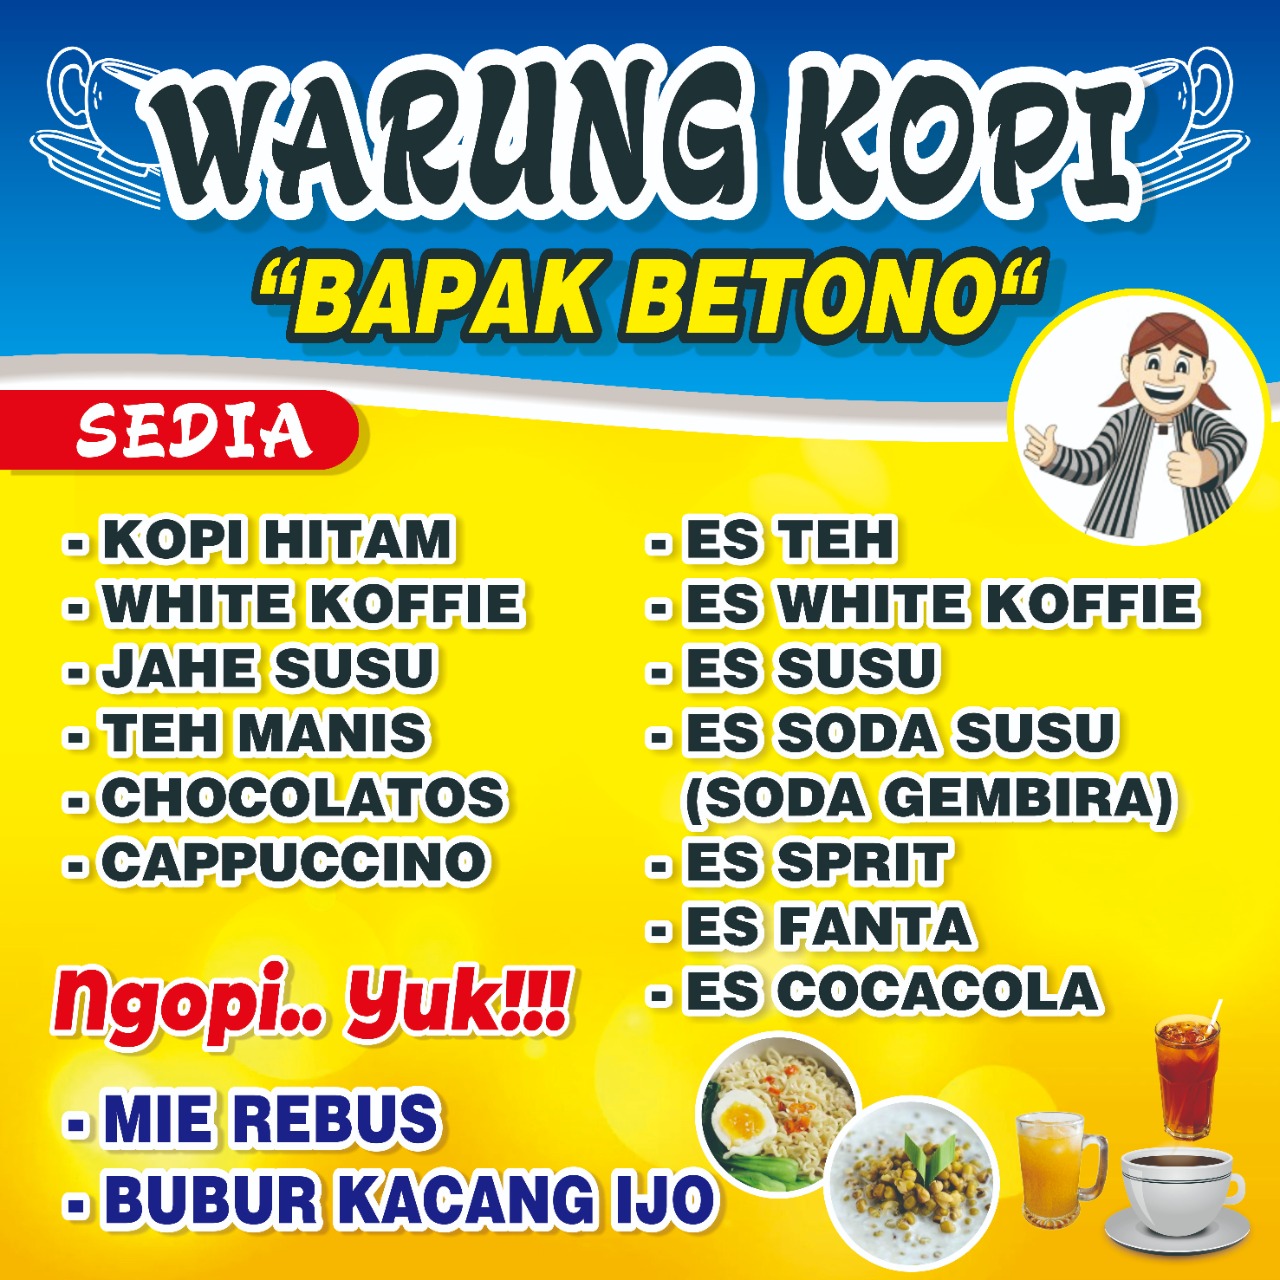 WARUNG KOPI
“BAPAK BETONO“
SEDIA
- KOPI HITAM
- WHITE KOFFIE
- JAHE SUSU
- TEH MANIS
- CHOCOLATOS
- CAPPUCCINO
- ES TEH
- ES WHITE KOFFIE
- ES SUSU
- ES SODA SUSU
(SODA GEMBIRA)
- ES SPRIT
- ES FANTA
- ES COCACOLA
Ngopi.. Yuk!!!
- MIE REBUS
- BUBUR KACANG IJO